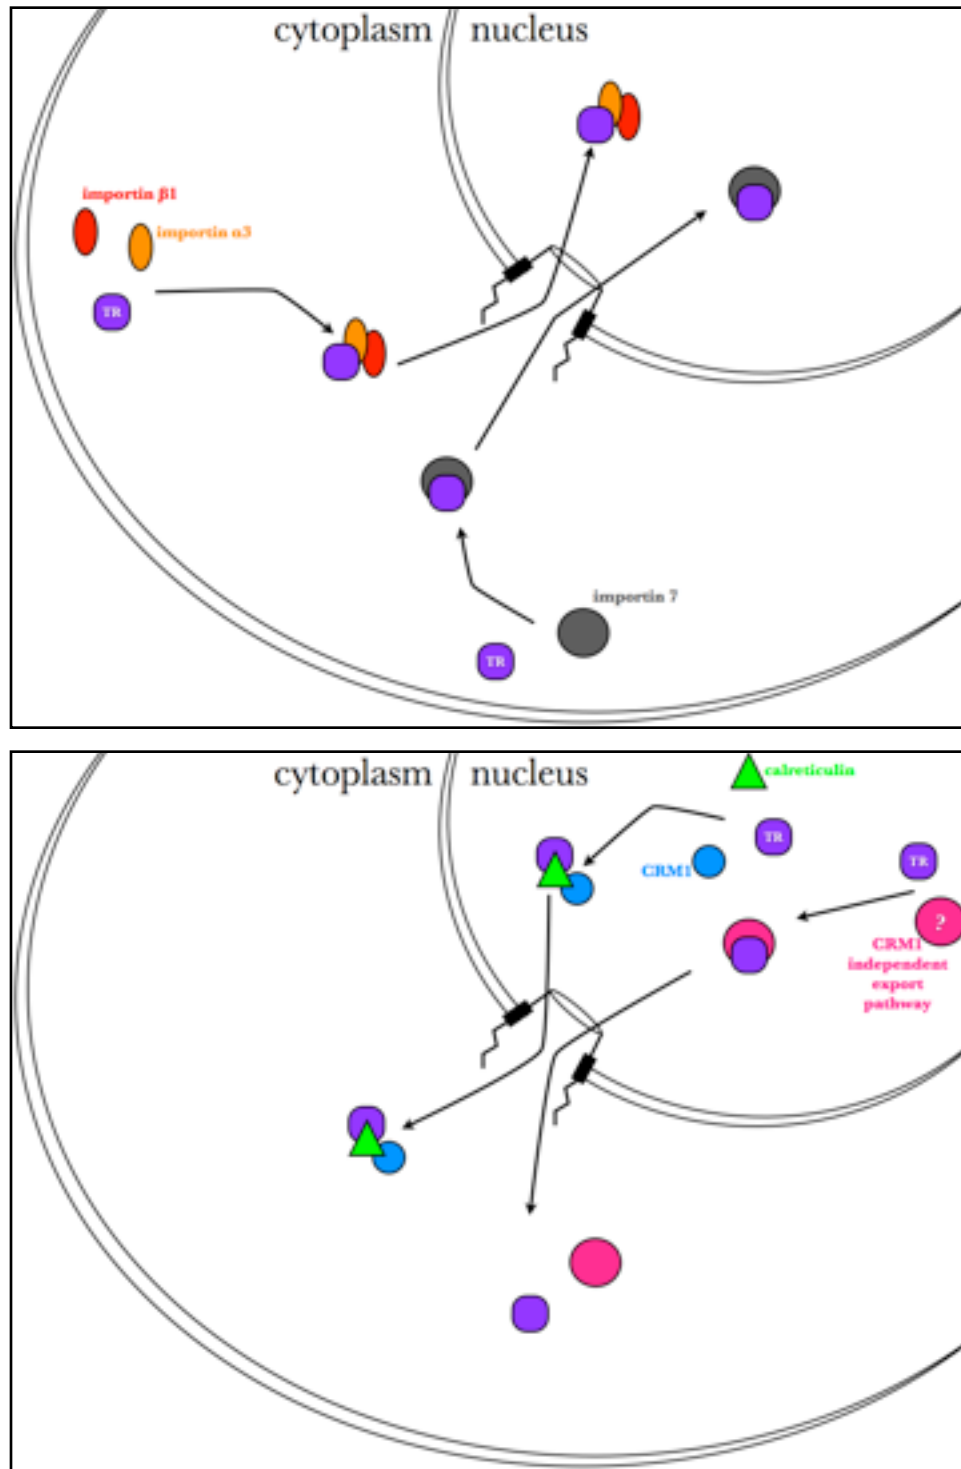 cytoplasm nucleus
importin β1
importin α3
TR
importin 7
TR
cytoplasm nucleus
calreticulin
TR
CRM1
TR
?
CRM1
independent
export
pathway